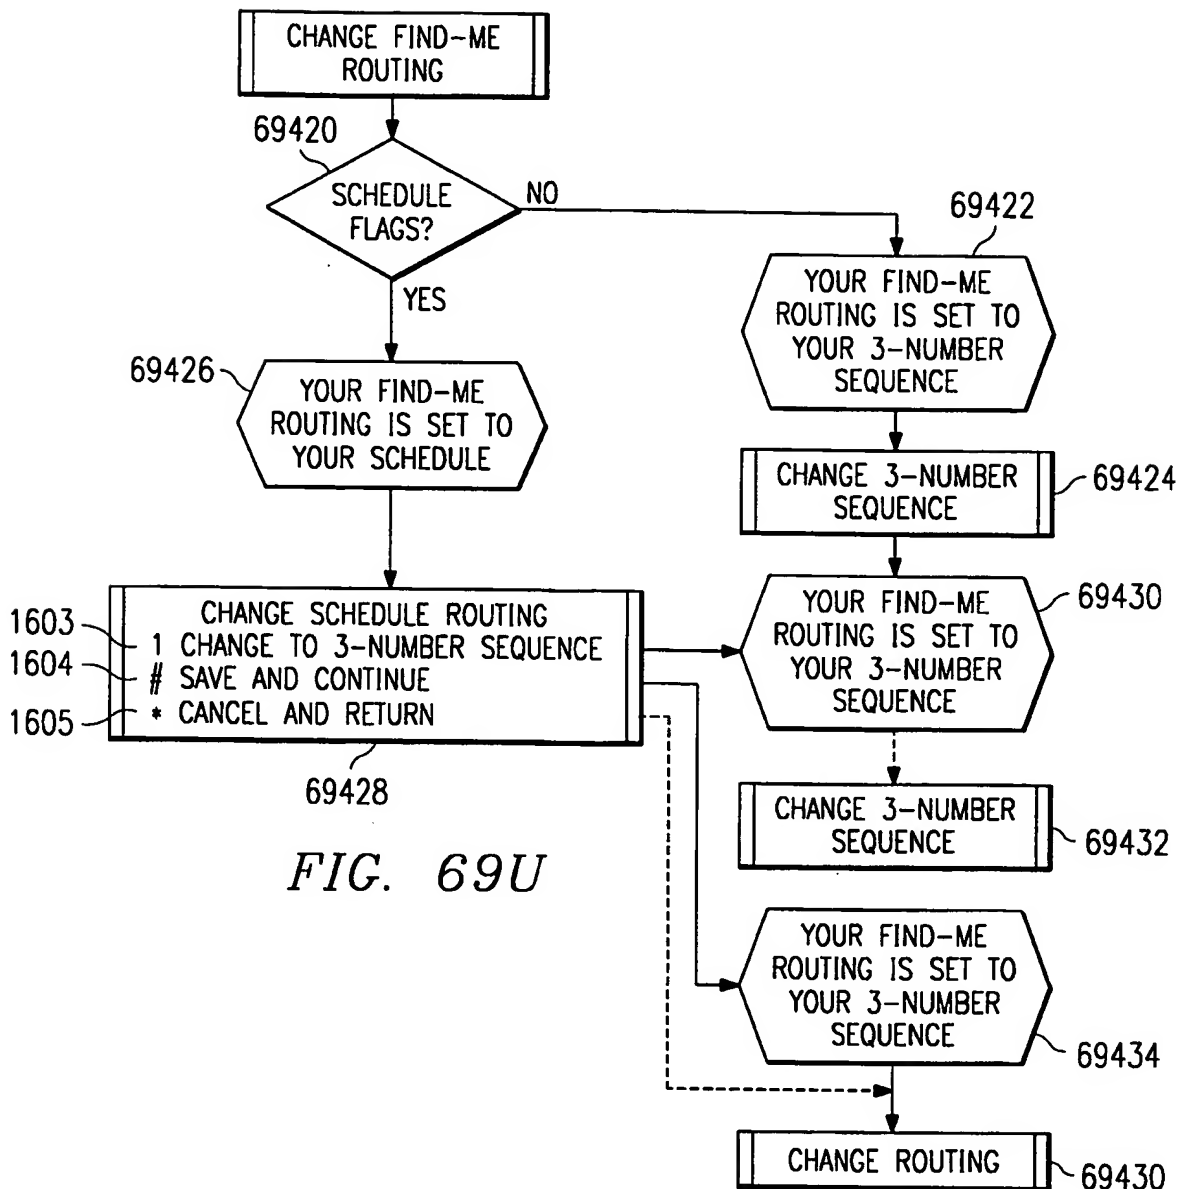 CHANGE FIND-ME
ROUTING
69420
SCHEDULE
FLAGS?
NO
YES
69422
YOUR FIND-ME
ROUTING IS SET TO
YOUR 3-NUMBER
SEQUENCE
69426
YOUR FIND-ME
ROUTING IS SET TO
YOUR SCHEDULE
CHANGE 3-NUMBER
SEQUENCE
69424
1603
1604
1605
CHANGE SCHEDULE ROUTING
1 CHANGE TO 3-NUMBER SEQUENCE
# SAVE AND CONTINUE
* CANCEL AND RETURN
69428
YOUR FIND-ME
ROUTING IS SET TO
YOUR 3-NUMBER
SEQUENCE
69430
CHANGE 3-NUMBER
SEQUENCE
69432
FIG. 69U
YOUR FIND-ME
ROUTING IS SET TO
YOUR 3-NUMBER
SEQUENCE
69434
CHANGE ROUTING
69430